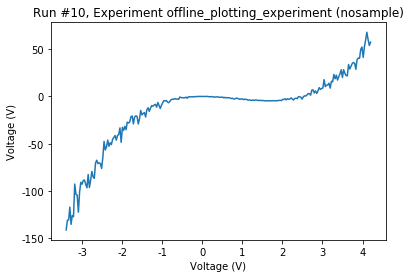 Run #10, Experiment offline_plotting_experiment (nosample)
50
0
-50
-100
-150
Voltage (V)
-3 -2 -1 0 1 2 3 4
Voltage (V)